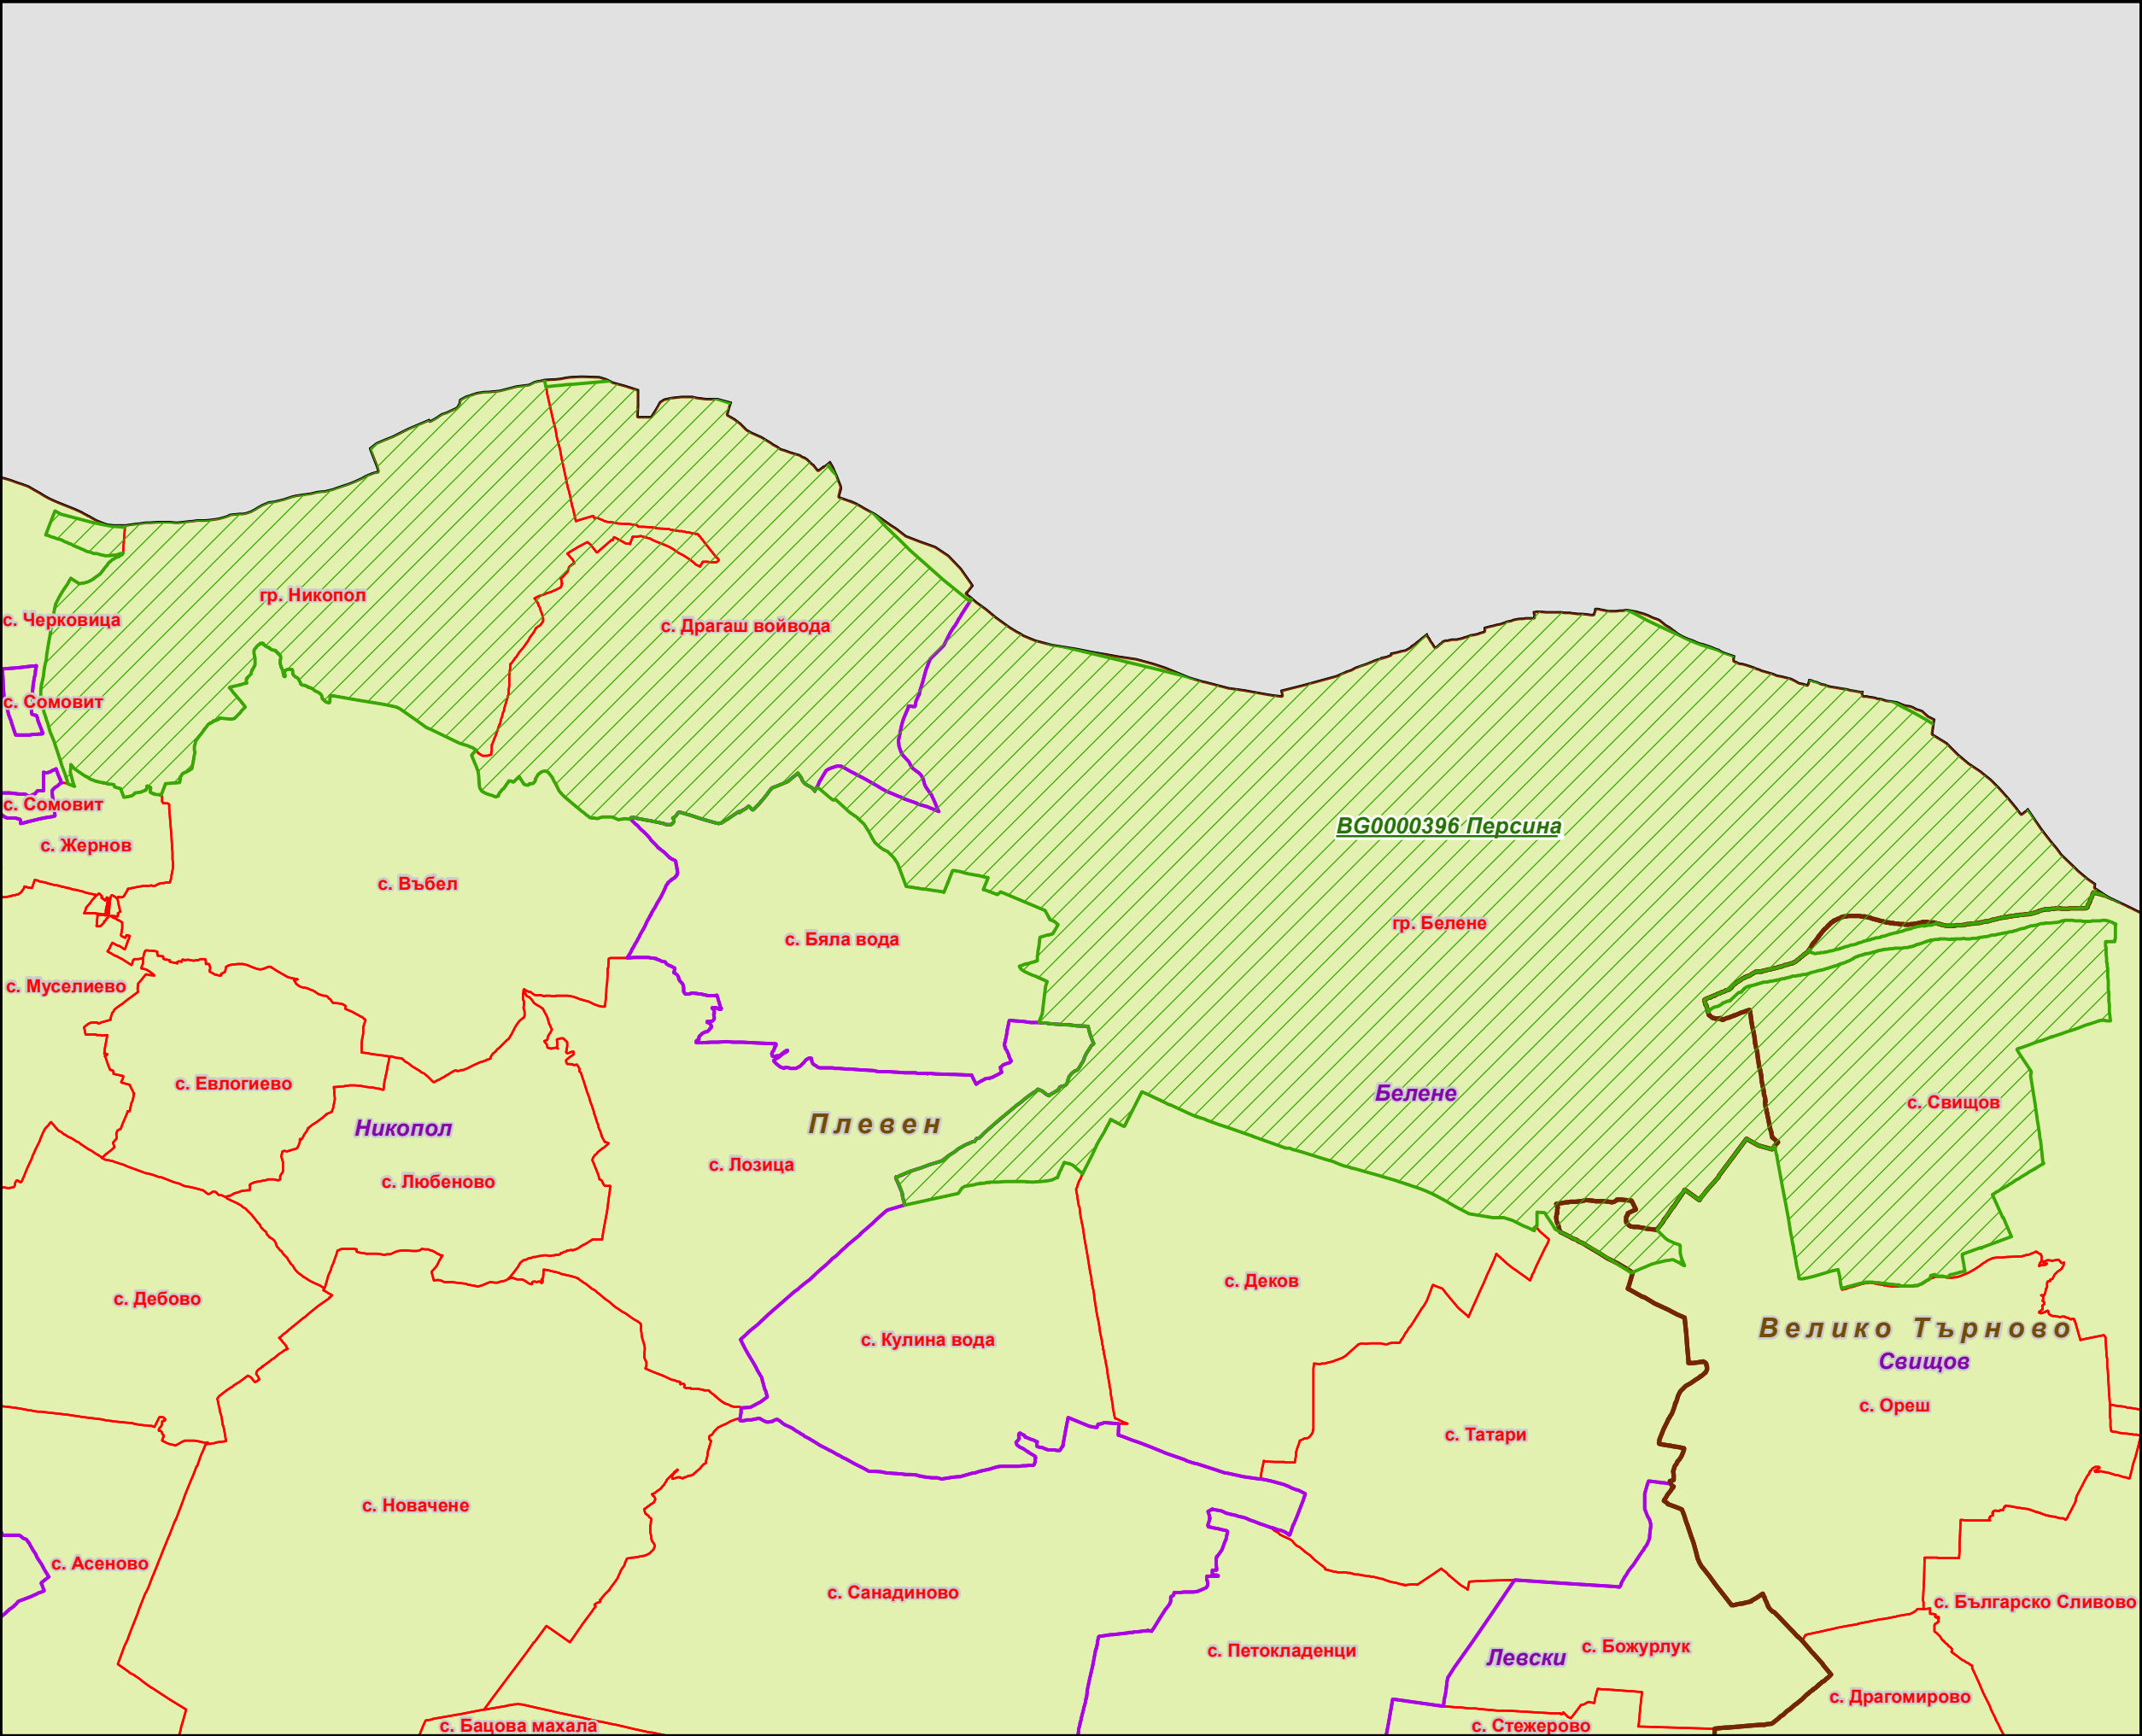 гр. Никопол
с. Черковица
с. Драгаш войвода
с. Сомовит
с. Сомовит
BG0000396 Персина
с. Жернов
с. Въбел
гр. Белене
с. Бяла вода
с. Муселиево
с. Евлогиево
Белене
с. Свищов
Плевен
Никопол
с. Лозица
с. Любеново
с. Деков
с. Дебово
Велико Търново
с. Кулина вода
Свищов
с. Ореш
с. Татари
с. Новачене
с. Асеново
с. Санадиново
с. Българско Сливово
с. Божурлук
с. Петокладенци
Левски
с. Драгомирово
с. Бацова махала
с. Стежерово